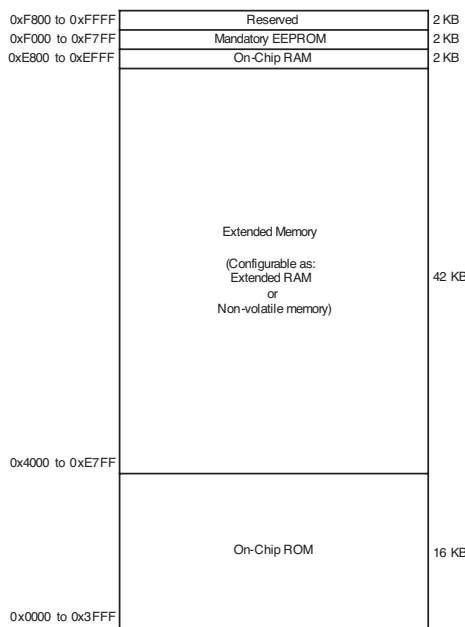 0xF800 to 0xFFFF Reserved 2 KB
0xF000 to 0xF7FF Mandatory EEPROM 2 KB
0xE800 to 0xEFFF On-Chip RAM 2 KB
Extended Memory
(Configurable as:
Extended RAM
or
Non-volatile memory)
42 KB
0x4000 to 0xE7FF
On-Chip ROM
16 KB
0x0000 to 0x3FFF